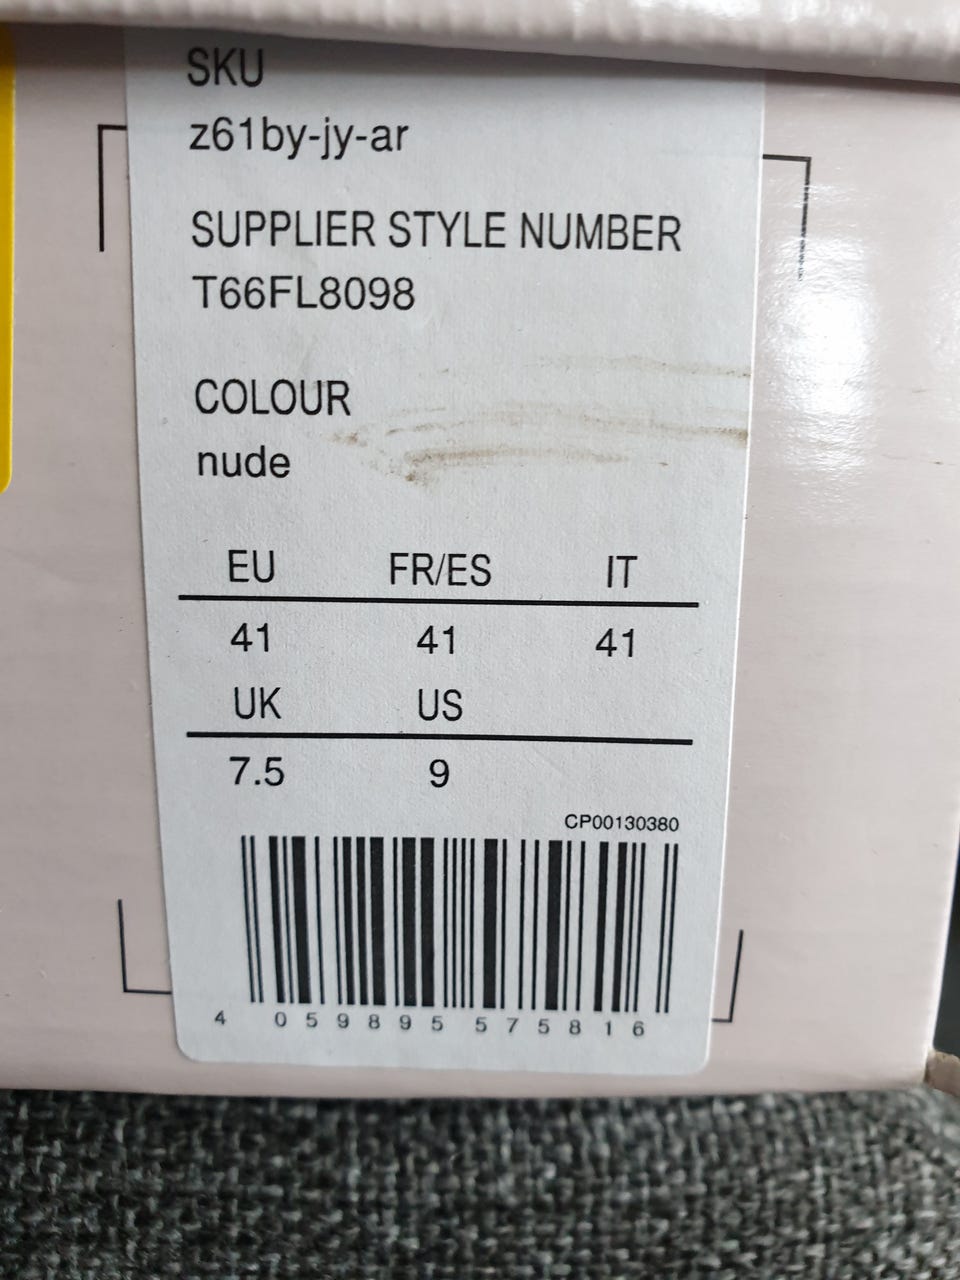 SKU
z61by-jy-ar
SUPPLIER STYLE NUMBER
T66FL8098
COLOUR
nude
EU FR/ES IT
41 41 41
UK US
7.5 9
CP00130380
4 059895 575816